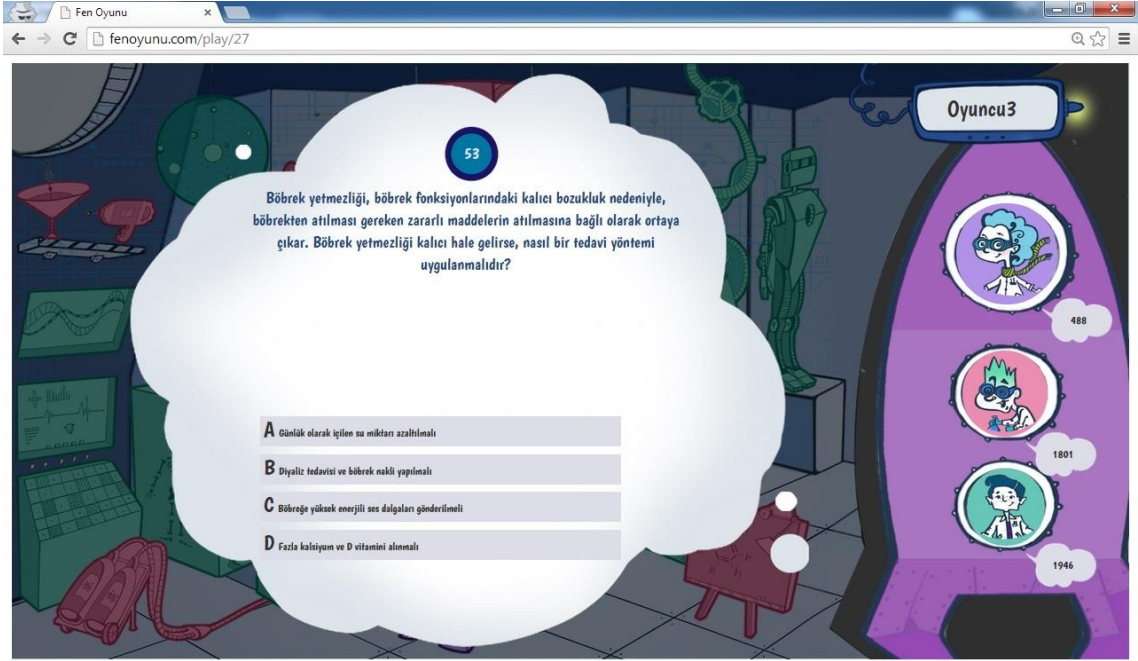 Fen Oyunu
fenoyunu.com/play/27
Oyuncu3
53
Böbrek yetmezliği, böbrek fonksiyonlarındaki kalıcı bozukluk nedeniyle,
böbrekten atılması gereken zararlı maddelerin atılmasına bağlı olarak ortaya
çıkar. Böbrek yetmezliği kalıcı hale gelirse, nasıl bir tedavi yöntemi
uygulanmalıdır?
A Günlük olarak içilen su miktarı azaltılmalı
B Diyaliz tedavisi ve böbrek nakli yapılmalı
C Böbreğe yüksek enerjili ses dalgaları gönderilmeli
D Fazla kalsiyum ve D vitamini alınmalı
488
1801
1946